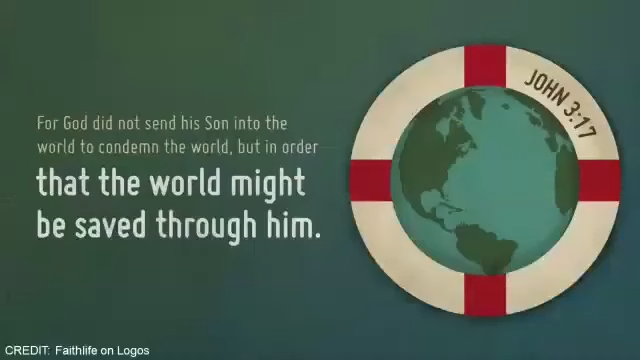 For God did not send his Son into the
world to condemn the world, but in order
that the world might
be saved through him.
JOHN 3:17
CREDIT: Faithlife on Logos